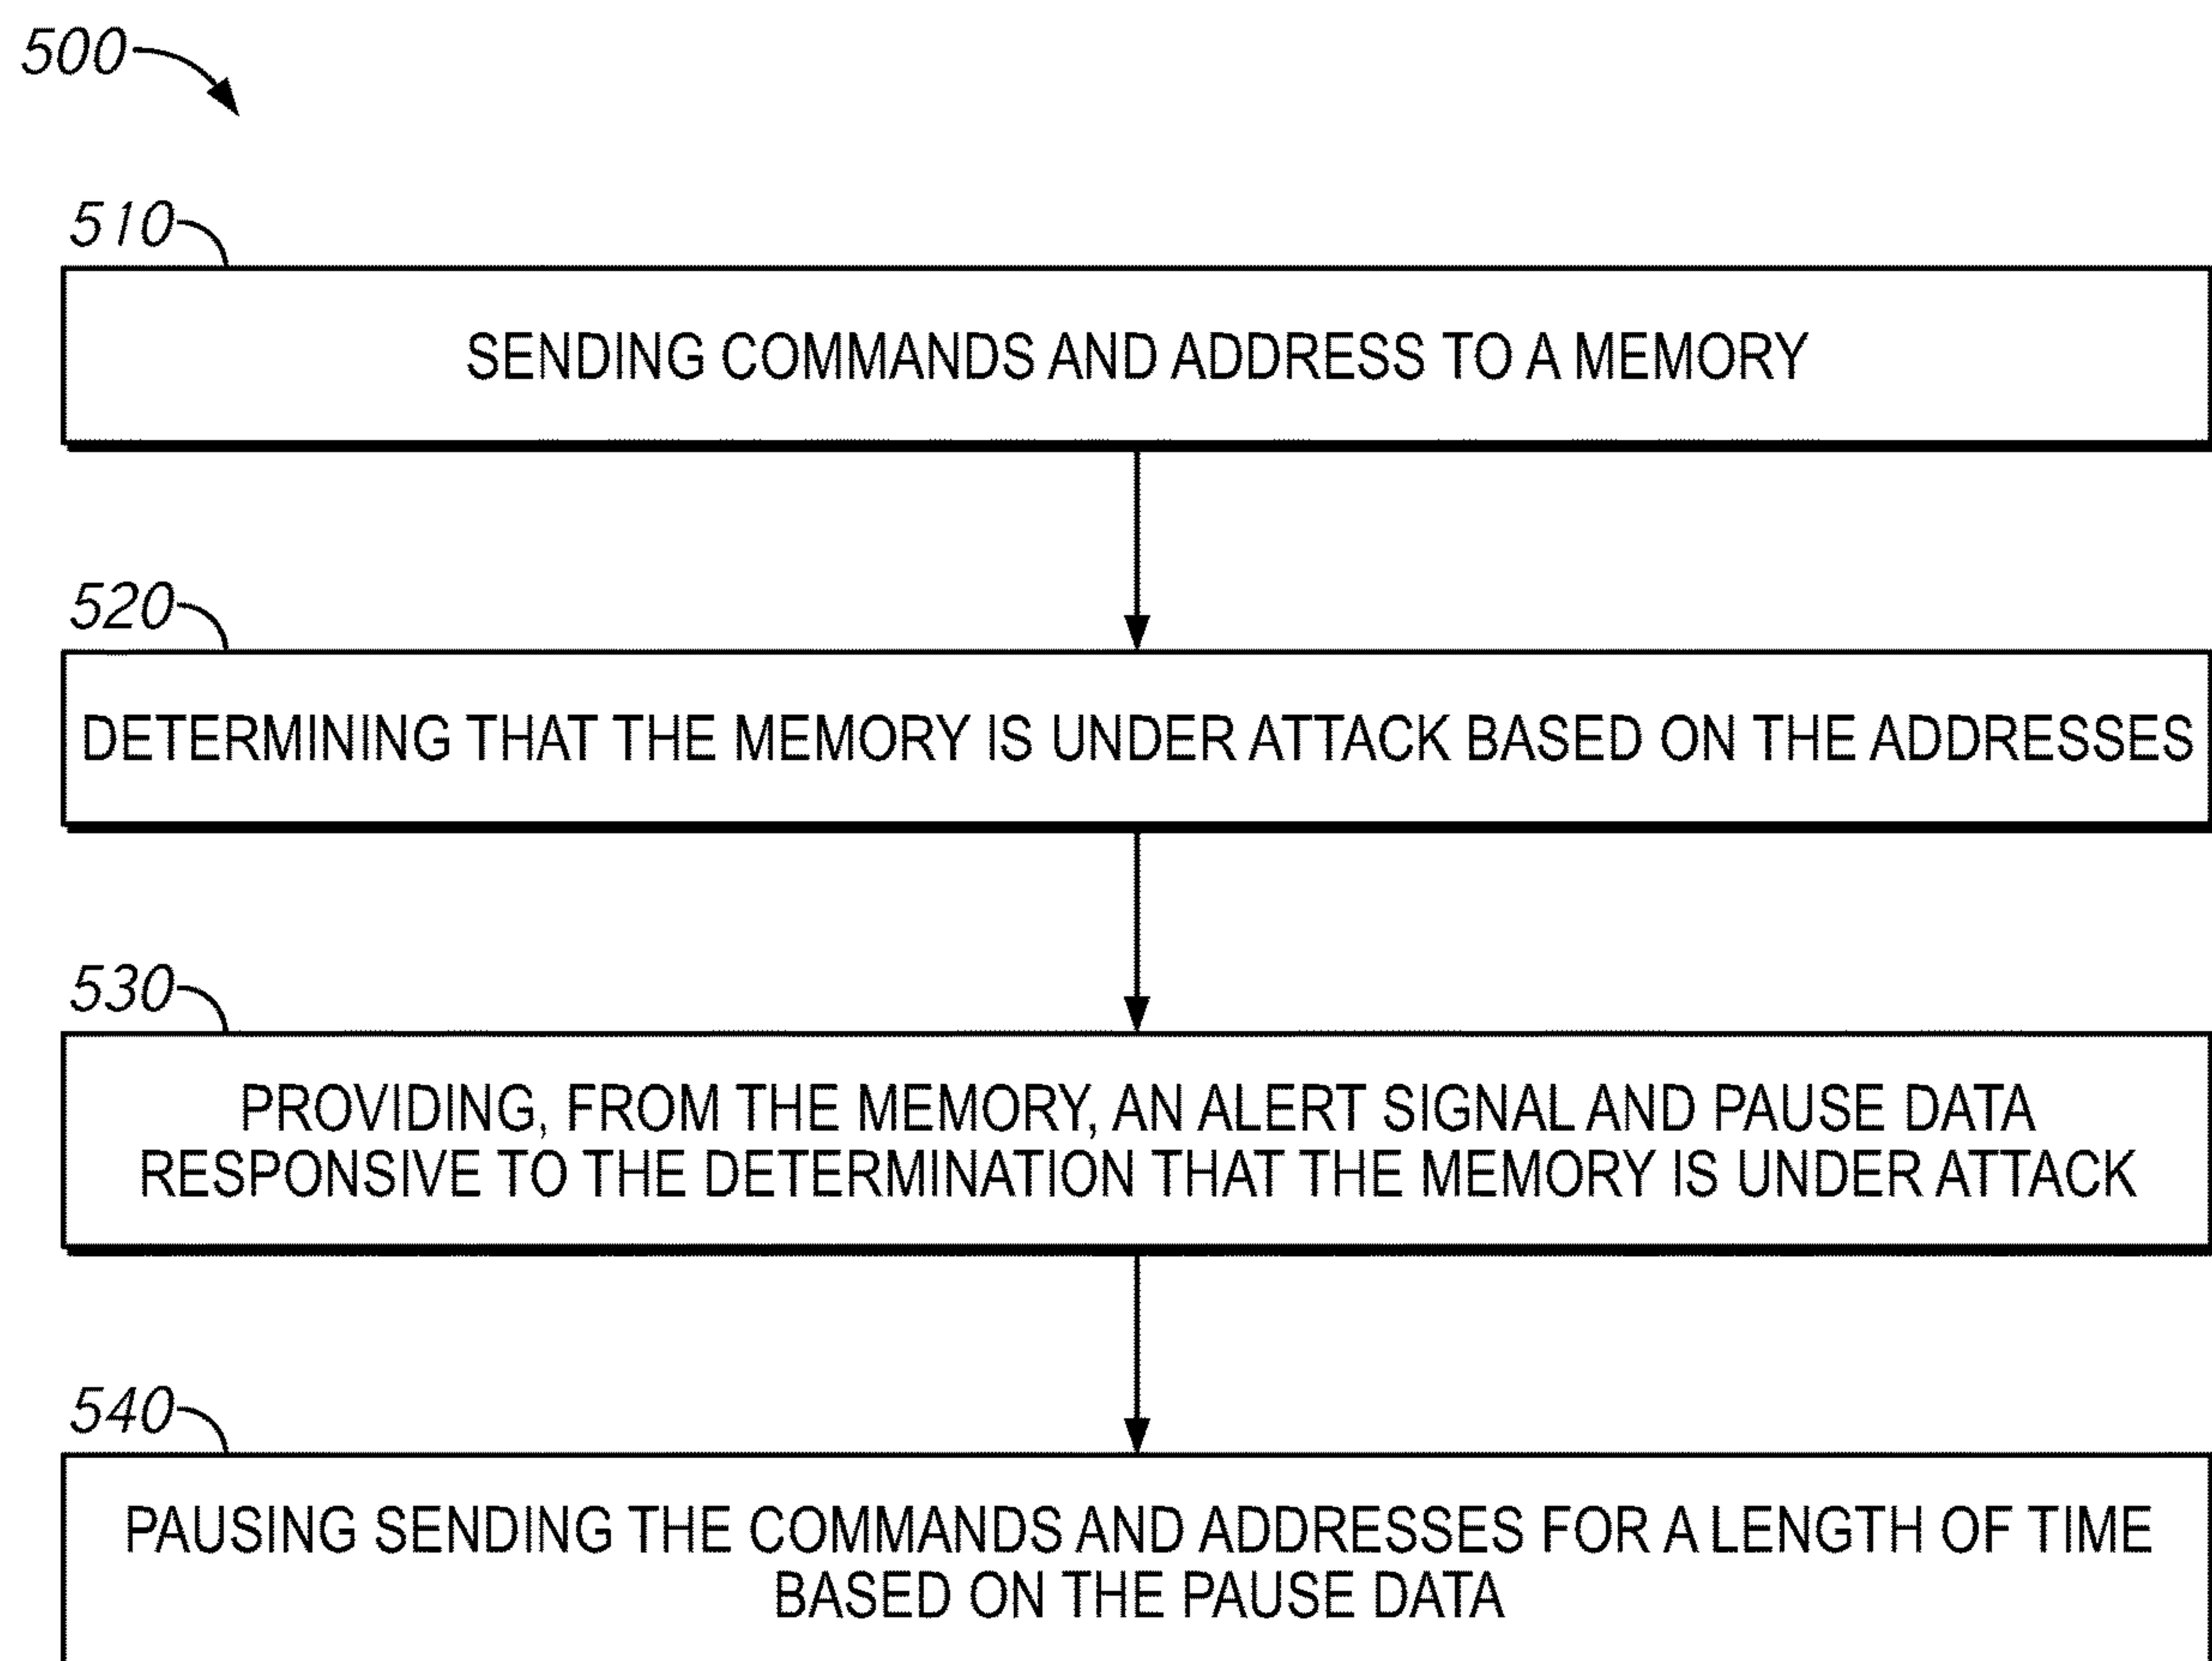 500
510
SENDING COMMANDS AND ADDRESS TO A MEMORY
520
DETERMINING THAT THE MEMORY IS UNDER ATTACK BASED ON THE ADDRESSES
530
PROVIDING, FROM THE MEMORY, AN ALERT SIGNAL AND PAUSE DATA
RESPONSIVE TO THE DETERMINATION THAT THE MEMORY IS UNDER ATTACK
540
PAUSING SENDING THE COMMANDS AND ADDRESSES FOR A LENGTH OF TIME
BASED ON THE PAUSE DATA